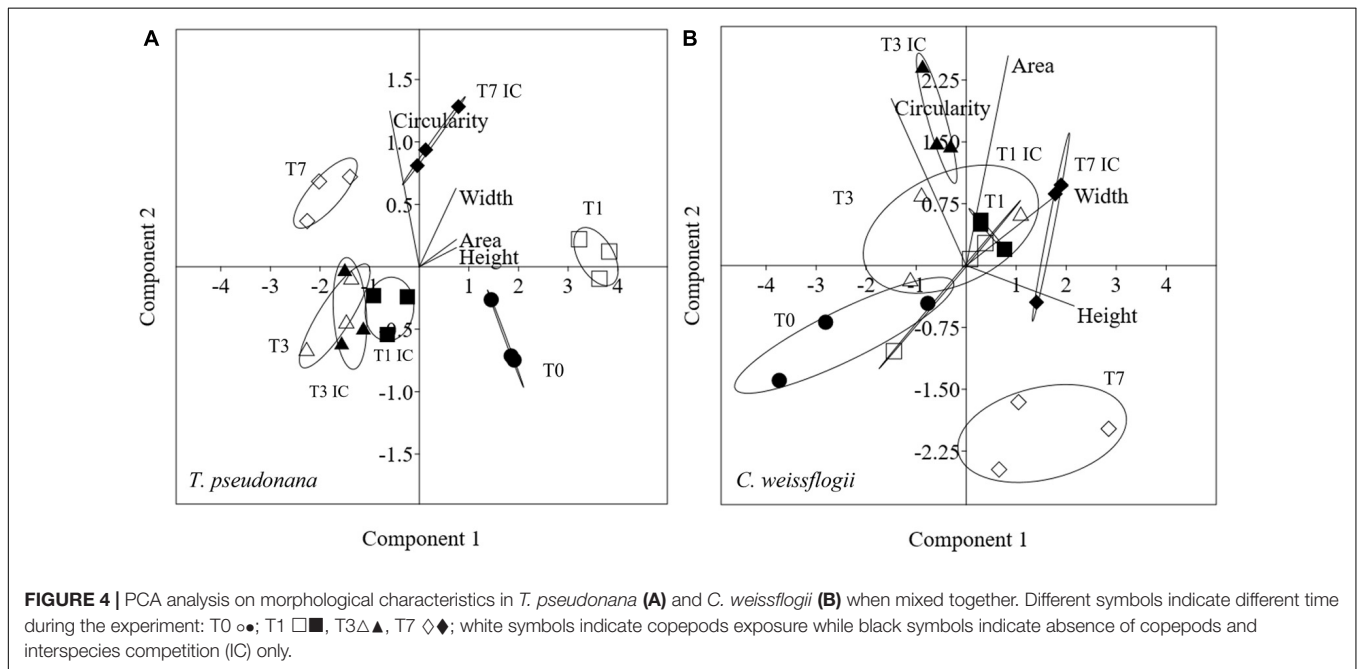 A
1.5
1.0
0.5
-0.5
-1.0
-1.5
-4 -3 -2 -1 1 2 3 4
T7 IC
Circularity
T7
Width
Area
Height
T1
T3
T3 IC
T1 IC
T0
T. pseudonana
Component 1
Component 2
B
2.25
1.50
0.75
-0.75
-1.50
-2.25
-4 -3 -2 -1 1 2 3 4
T3 IC
Area
Circularity
T1 IC
T7 IC
T3
T1
Width
T0
Height
T7
C. weissflogii
Component 1
Component 2
FIGURE 4 | PCA analysis on morphological characteristics in T. pseudonana (A) and C. weissflogii (B) when mixed together. Different symbols indicate different time
during the experiment: T0 ○●; T1 □■, T3△▲, T7 ◇◆; white symbols indicate copepods exposure while black symbols indicate absence of copepods and
interspecies competition (IC) only.